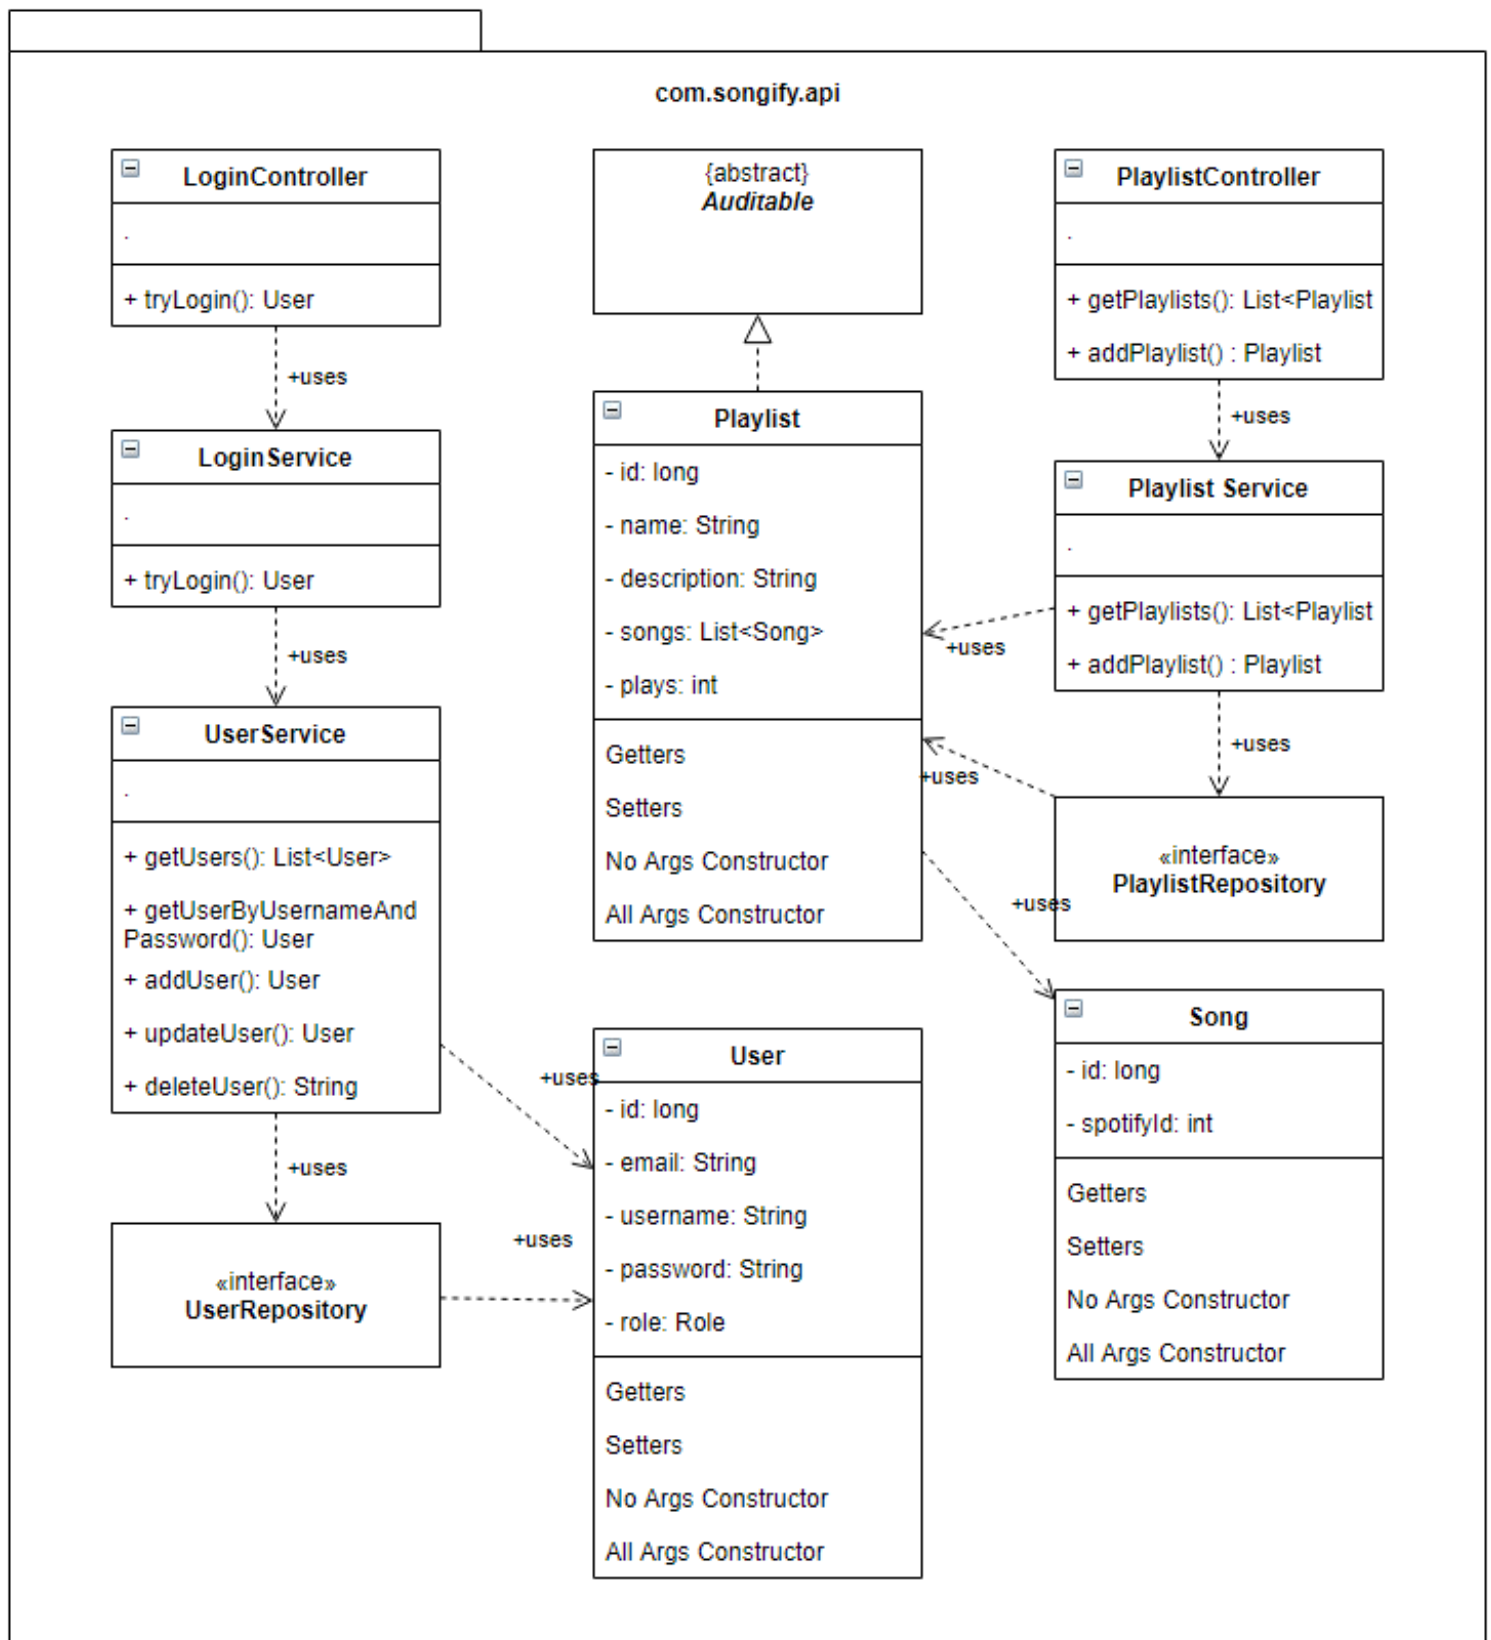 com.songify.api
LoginController
.
+ tryLogin(): User
+uses
LoginService
.
+ tryLogin(): User
+uses
UserService
.
+ getUsers(): List<User>
+ getUserByUsernameAnd
Password(): User
+ addUser(): User
+ updateUser(): User
+ deleteUser(): String
+uses
«interface»
UserRepository
+uses
+uses
{abstract}
Auditable
Playlist
- id: long
- name: String
- description: String
- songs: List<Song>
- plays: int
Getters
Setters
No Args Constructor
All Args Constructor
User
- id: long
- email: String
- username: String
- password: String
- role: Role
Getters
Setters
No Args Constructor
All Args Constructor
PlaylistController
.
+ getPlaylists(): List<Playlist
+ addPlaylist() : Playlist
+uses
Playlist Service
.
+ getPlaylists(): List<Playlist
+ addPlaylist() : Playlist
+uses
+uses
+uses
«interface»
PlaylistRepository
+uses
Song
- id: long
- spotifyId: int
Getters
Setters
No Args Constructor
All Args Constructor